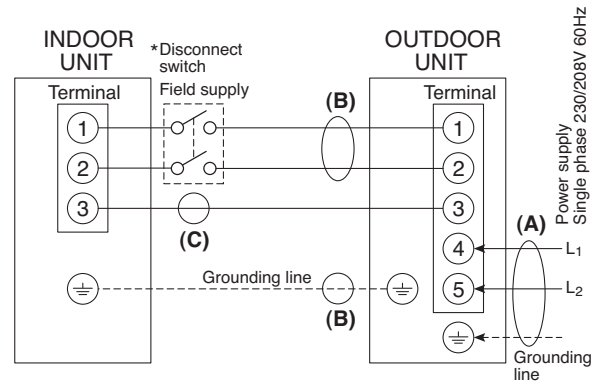 INDOOR
UNIT
*Disconnect
switch
Field supply
OUTDOOR
UNIT
Terminal
Terminal
(B)
1
1
2
2
3
3
(C)
4
5
(A)
L1
L2
Grounding line
(B)
Grounding
line
Power supply
Single phase 230/208V 60Hz